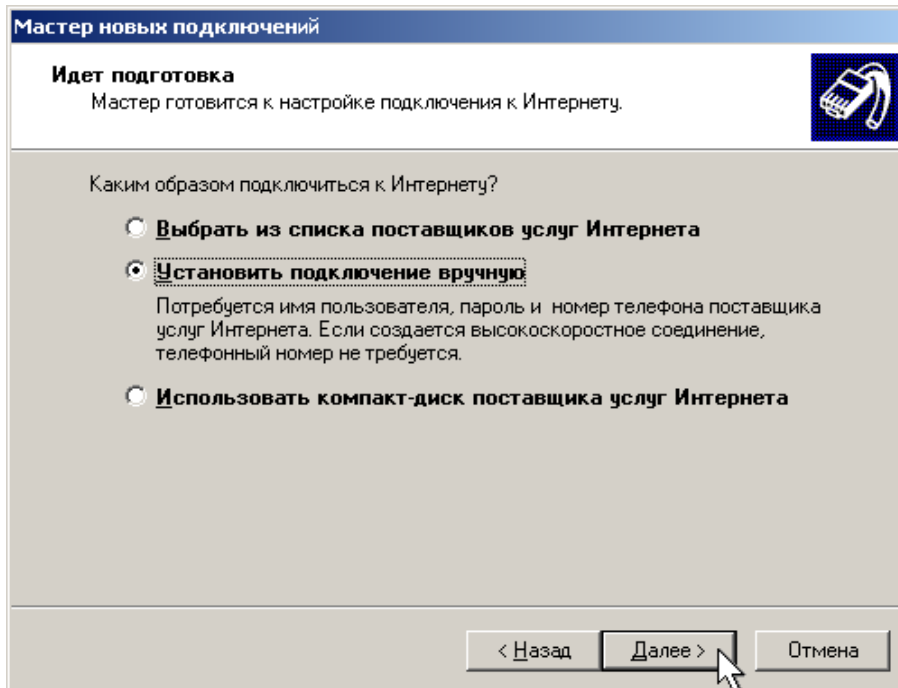 Мастер новых подключений
Идет подготовка
Мастер готовится к настройке подключения к Интернету.
Каким образом подключиться к Интернету?
Выбрать из списка поставщиков услуг Интернета
Установить подключение вручную
Потребуется имя пользователя, пароль и номер телефона поставщика
услуг Интернета. Если создается высокоскоростное соединение,
телефонный номер не требуется.
Использовать компакт-диск поставщика услуг Интернета
< Назад Далее > Отмена